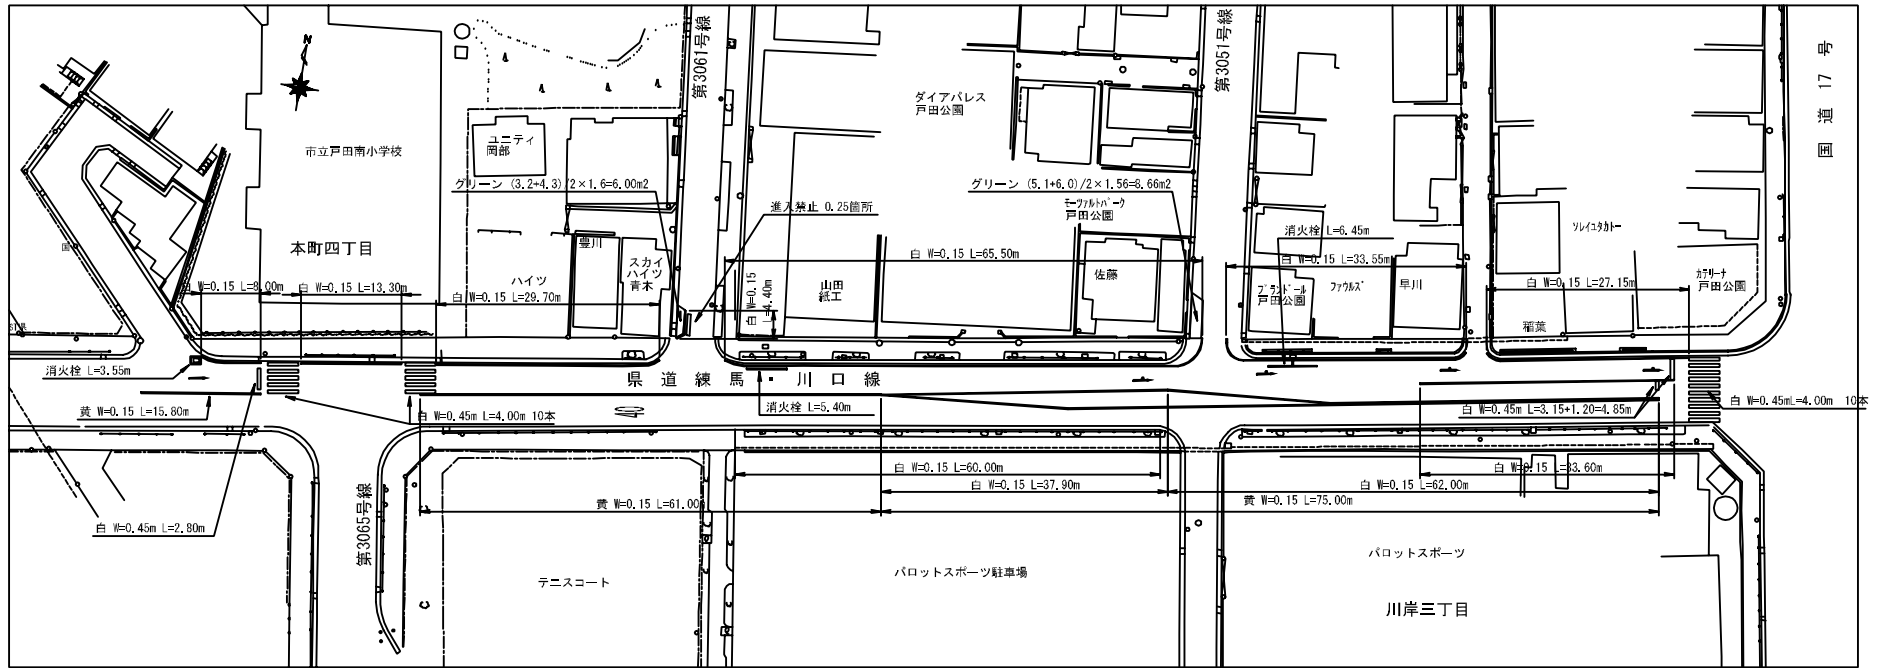 N
第3061号線
第3051号線
国道 17 号
市立戸田南小学校
ユニティ
岡部
ダイアパレス
戸田公園
グリーン (3.2+4.3)/2×1.6=6.00m2
グリーン (5.1+6.0)/2×1.56=8.66m2
進入禁止 0.25箇所
モーツァルトパーク
戸田公園
消火栓 L=6.45m
ソレイユタカトー
本町四丁目
豊川
ハイツ
スカイ
ハイツ
青木
白 W=0.15 L=65.50m
白 W=0.15 L=33.55m
佐藤
山田
紙工
白 W=0.15
L=4.40m
ブランドール
戸田公園
ファウルズ
早川
カテリーナ
戸田公園
白 W=0.15 L=8.00m
白 W=0.15 L=13.30m
白 W=0.15 L=29.70m
白 W=0.15 L=27.15m
稲葉
消火栓 L=3.55m
県道練馬・川口線
黄 W=0.15 L=15.80m
白 W=0.45m L=4.00m 10本
消火栓 L=5.40m
白 W=0.45m L=3.15+1.20=4.85m
白 W=0.45mL=4.00m 10本
白 W=0.15 L=60.00m
白 W=0.15 L=33.60m
白 W=0.15 L=37.90m
白 W=0.15 L=62.00m
黄 W=0.15 L=61.00m
黄 W=0.15 L=75.00m
白 W=0.45m L=2.80m
第3065号線
テニスコート
パロットスポーツ駐車場
パロットスポーツ
川岸三丁目